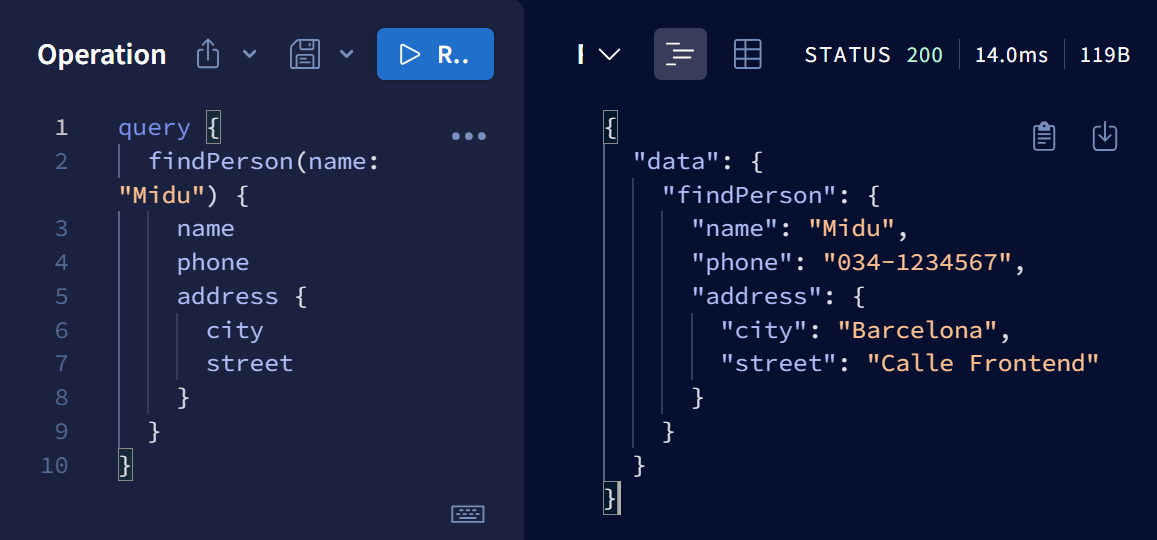 Operation
R..
STATUS 200 14.0ms 119B
1 query {
2 findPerson(name:
"Midu") {
3 name
4 phone
5 address {
6 city
7 street
8 }
9 }
10 }
{
"data": {
"findPerson": {
"name": "Midu",
"phone": "034-1234567",
"address": {
"city": "Barcelona",
"street": "Calle Frontend"
}
}
}
}